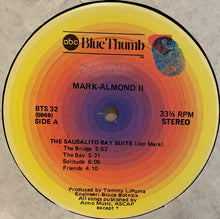 abc Blue Thumb
MARK-ALMOND II
BTS 32
(5969)
SIDE A
33⅓ RPM
STEREO
THE SAUSALITO BAY SUITE (Jon Mark)
The Bridge 5:52
The Bay 5:31
Solitude 6:05
Friends 4:10
Produced by Tommy LiPuma
Engineer: Bruce Botnick
All songs published by
Almo Music, ASCAP
except *